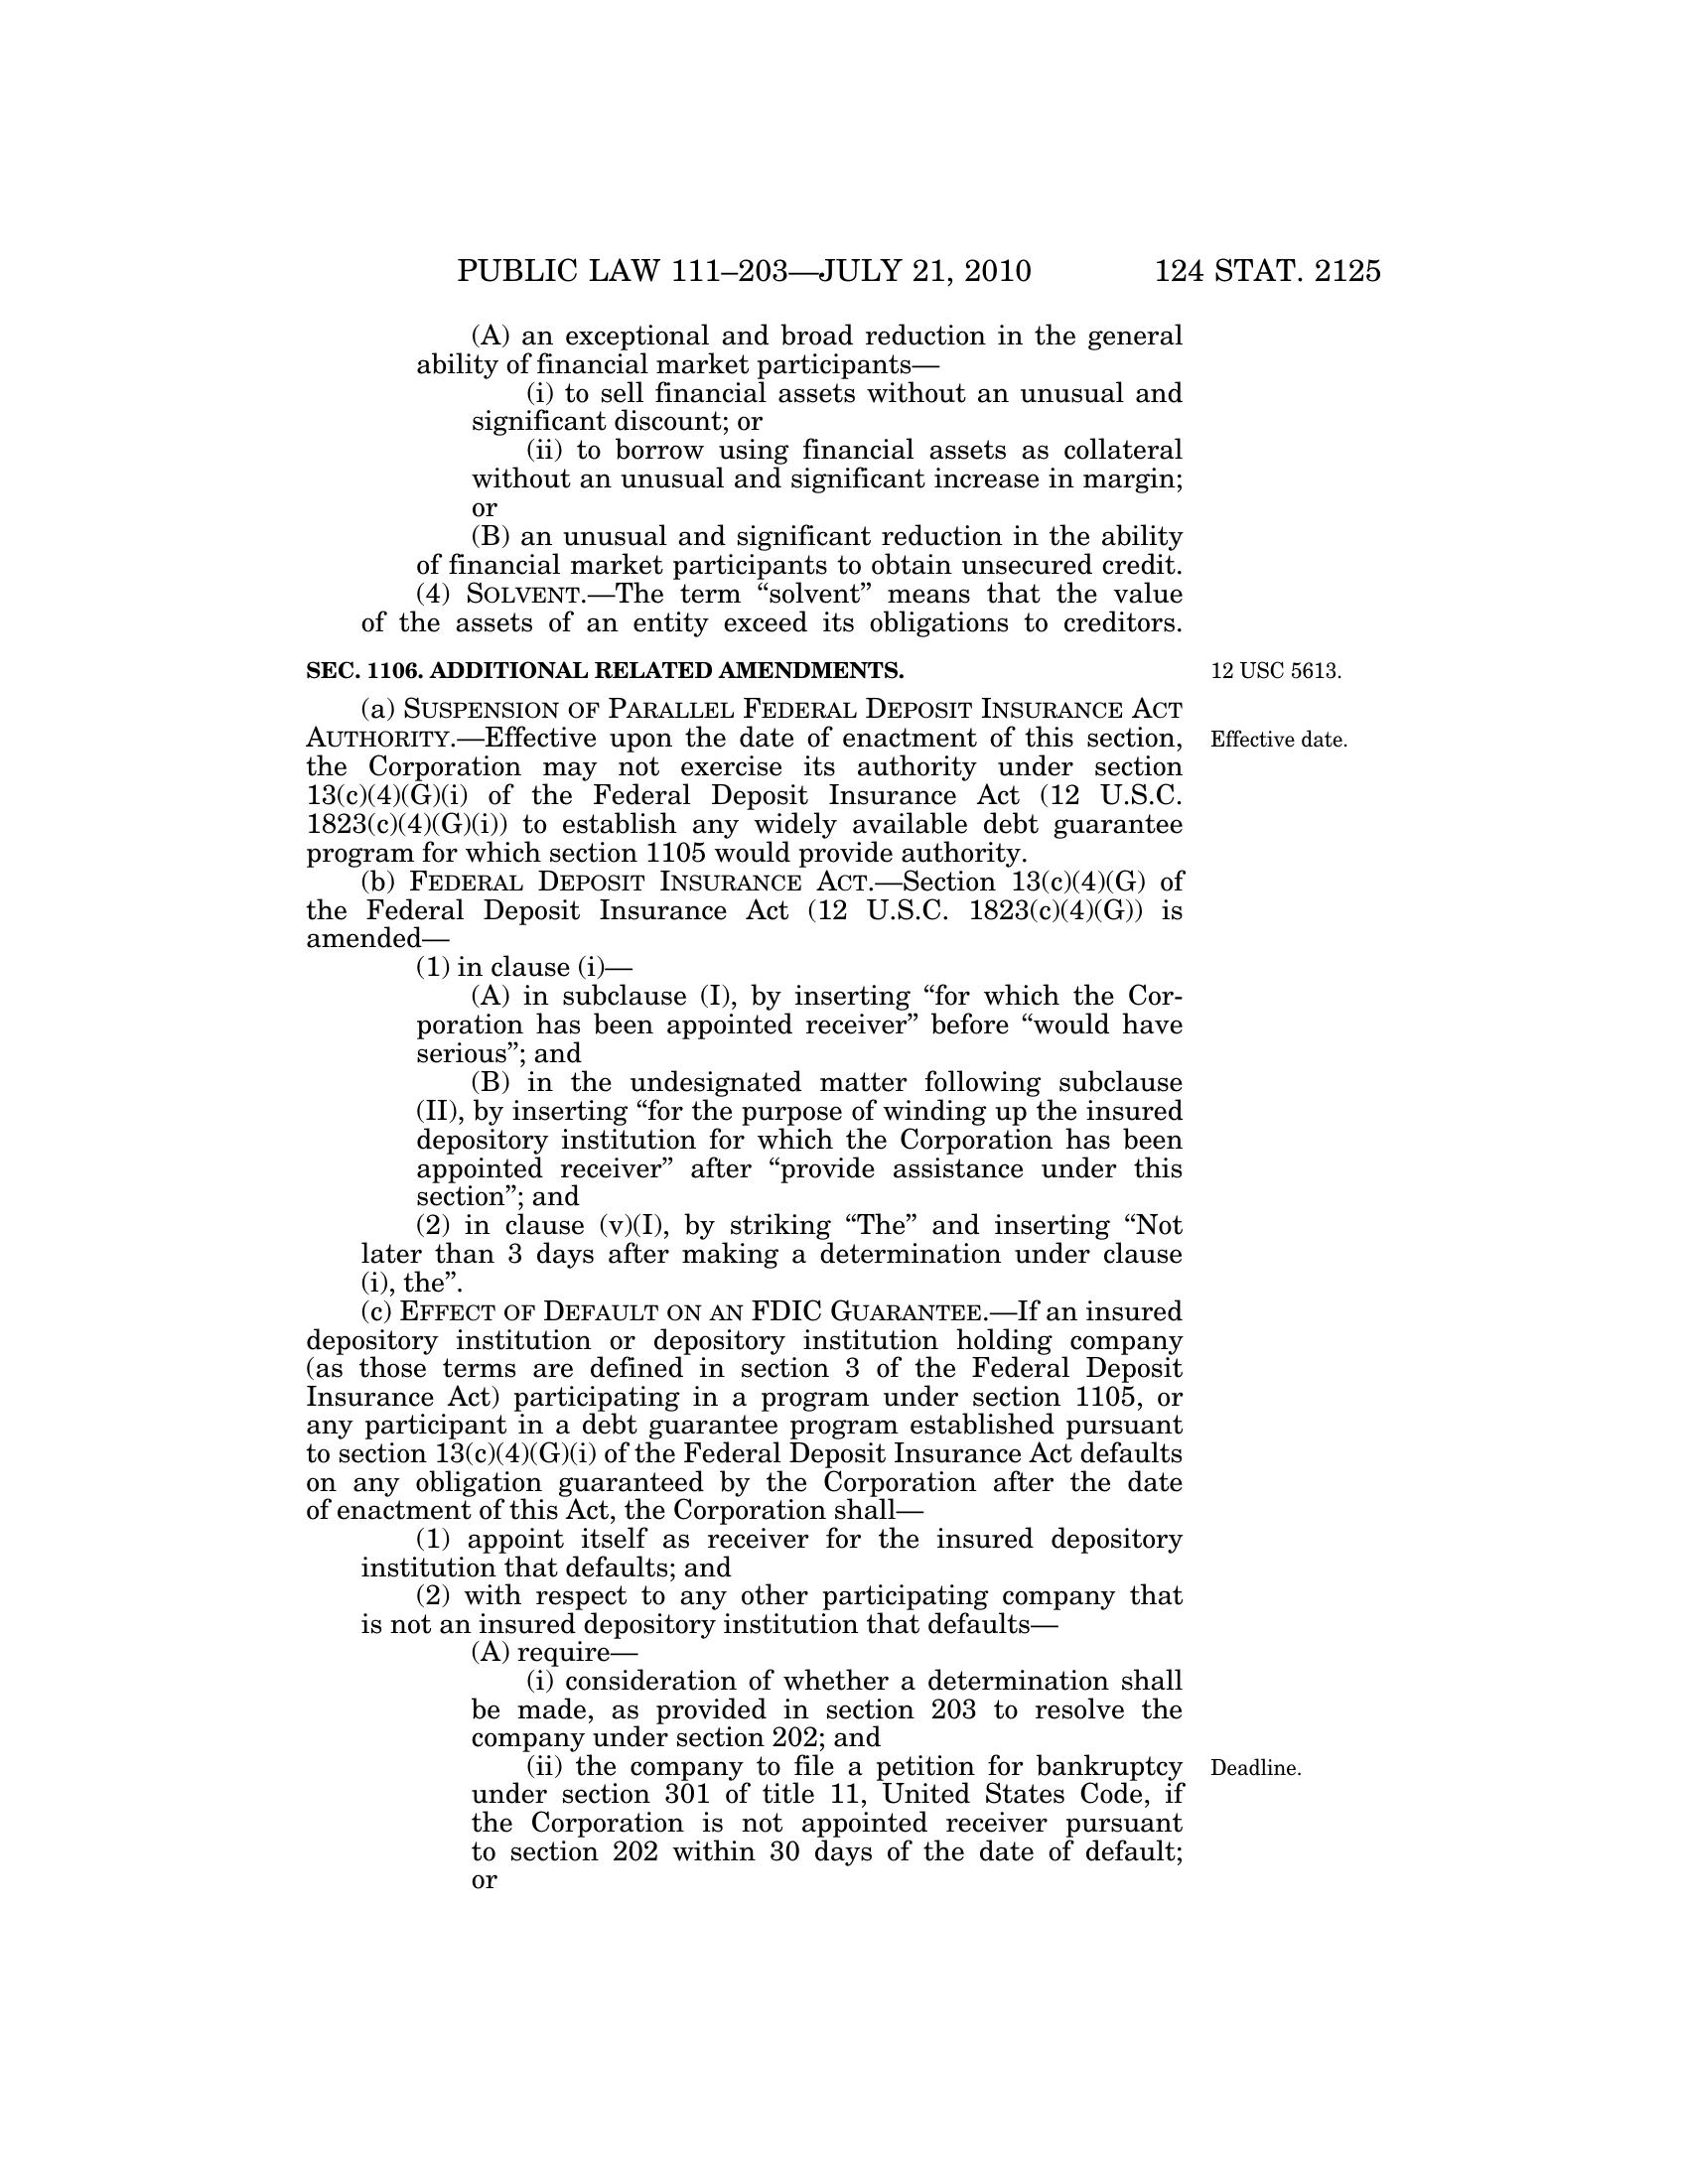 PUBLIC LAW 111–203—JULY 21, 2010 124 STAT. 2125
(A) an exceptional and broad reduction in the general
ability of financial market participants—
(i) to sell financial assets without an unusual and
significant discount; or
(ii) to borrow using financial assets as collateral
without an unusual and significant increase in margin;
or
(B) an unusual and significant reduction in the ability
of financial market participants to obtain unsecured credit.
(4) SOLVENT.—The term “solvent” means that the value
of the assets of an entity exceed its obligations to creditors.
SEC. 1106. ADDITIONAL RELATED AMENDMENTS. 12 USC 5613.
(a) SUSPENSION OF PARALLEL FEDERAL DEPOSIT INSURANCE ACT
AUTHORITY.—Effective upon the date of enactment of this section, Effective date.
the Corporation may not exercise its authority under section
13(c)(4)(G)(i) of the Federal Deposit Insurance Act (12 U.S.C.
1823(c)(4)(G)(i)) to establish any widely available debt guarantee
program for which section 1105 would provide authority.
(b) FEDERAL DEPOSIT INSURANCE ACT.—Section 13(c)(4)(G) of
the Federal Deposit Insurance Act (12 U.S.C. 1823(c)(4)(G)) is
amended—
(1) in clause (i)—
(A) in subclause (I), by inserting “for which the Cor-
poration has been appointed receiver” before “would have
serious”; and
(B) in the undesignated matter following subclause
(II), by inserting “for the purpose of winding up the insured
depository institution for which the Corporation has been
appointed receiver” after “provide assistance under this
section”; and
(2) in clause (v)(I), by striking “The” and inserting “Not
later than 3 days after making a determination under clause
(i), the”.
(c) EFFECT OF DEFAULT ON AN FDIC GUARANTEE.—If an insured
depository institution or depository institution holding company
(as those terms are defined in section 3 of the Federal Deposit
Insurance Act) participating in a program under section 1105, or
any participant in a debt guarantee program established pursuant
to section 13(c)(4)(G)(i) of the Federal Deposit Insurance Act defaults
on any obligation guaranteed by the Corporation after the date
of enactment of this Act, the Corporation shall—
(1) appoint itself as receiver for the insured depository
institution that defaults; and
(2) with respect to any other participating company that
is not an insured depository institution that defaults—
(A) require—
(i) consideration of whether a determination shall
be made, as provided in section 203 to resolve the
company under section 202; and
(ii) the company to file a petition for bankruptcy Deadline.
under section 301 of title 11, United States Code, if
the Corporation is not appointed receiver pursuant
to section 202 within 30 days of the date of default;
or